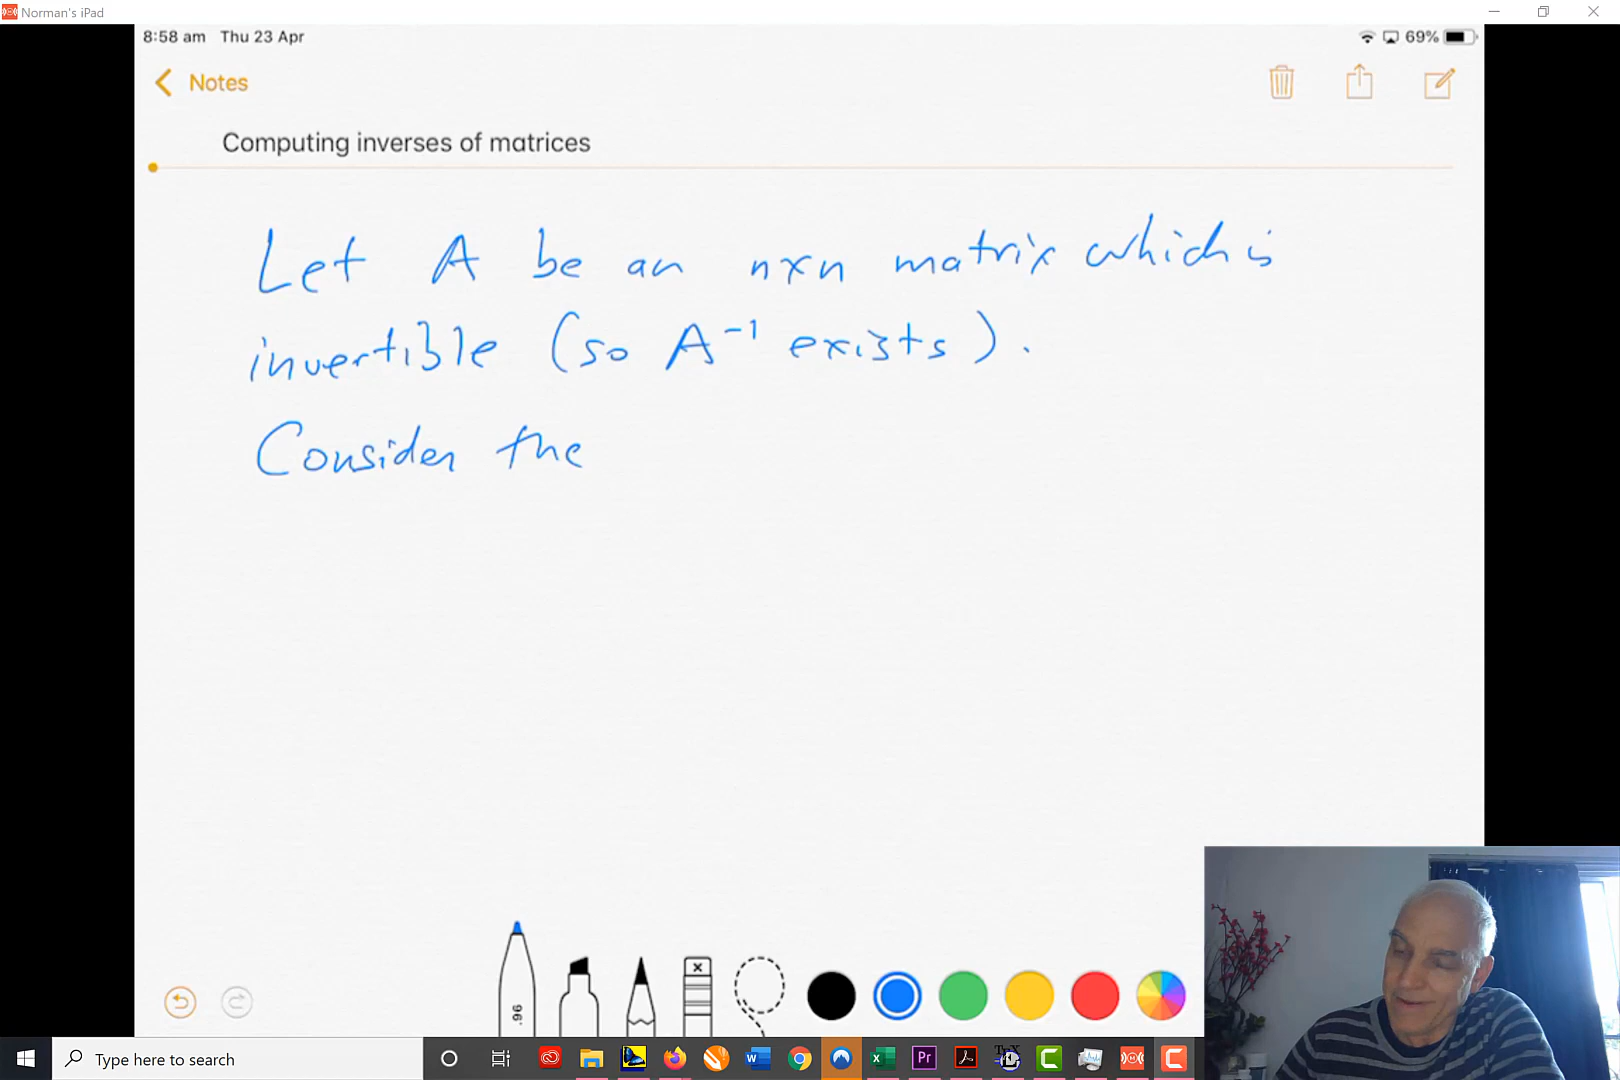 Norman's iPad
8:58 am Thu 23 Apr
69%
Notes
Computing inverses of matrices
Let A be an n×n matrix which is
invertible (so A⁻¹ exists).
Consider the
.96
Type here to search